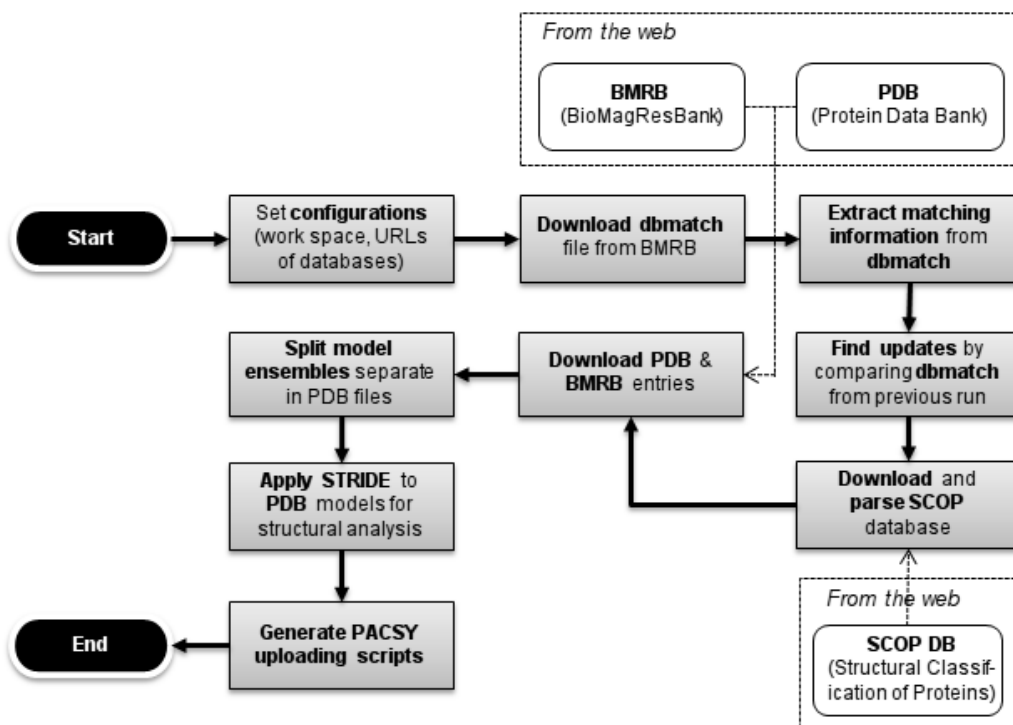 From the web
BMRB
(BioMagResBank)
PDB
(Protein Data Bank)
Start
Set configurations
(work space, URLs
of databases)
Download dbmatch
file from BMRB
Extract matching
information from
dbmatch
Find updates by
comparing dbmatch
from previous run
Download PDB &
BMRB entries
Split model
ensembles separate
in PDB files
Apply STRIDE to
PDB models for
structural analysis
Download and
parse SCOP
database
From the web
SCOP DB
(Structural Classif-
ication of Proteins)
Generate PACSY
uploading scripts
End